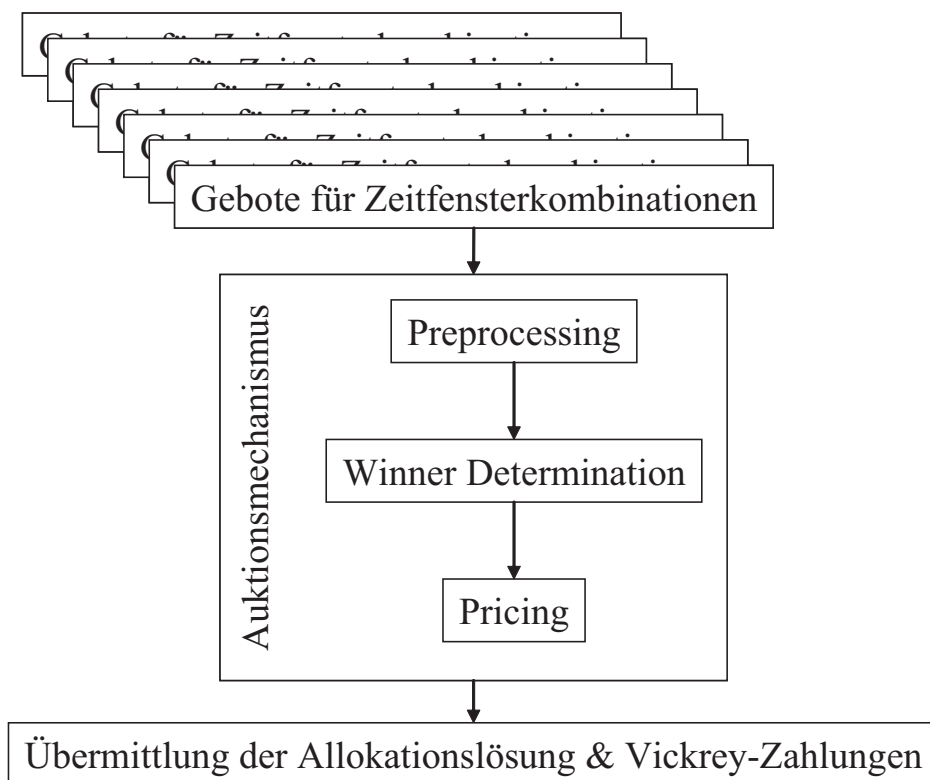 Gebote für Zeitfensterkombinationen
Auktionsmechanismus
Preprocessing
Winner Determination
Pricing
Übermittlung der Allokationslösung & Vickrey-Zahlungen